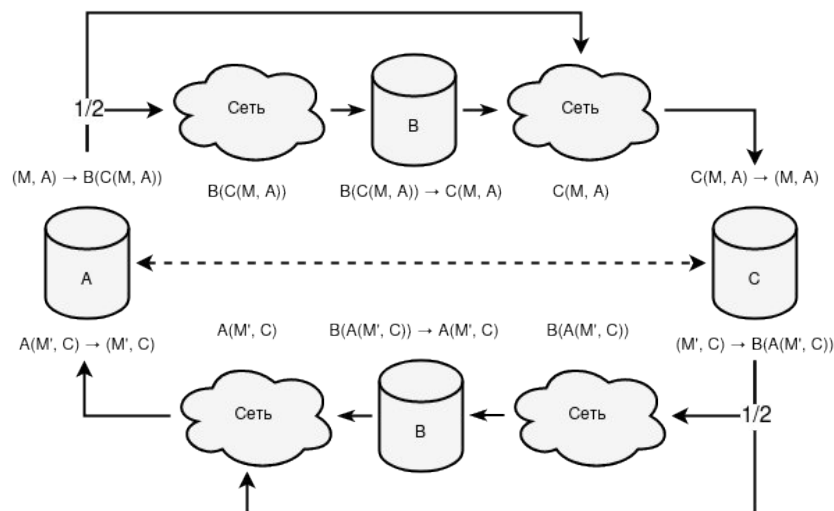 1/2
Сеть
B
Сеть
(M, A) → B(C(M, A))
B(C(M, A))
B(C(M, A)) → C(M, A)
C(M, A)
C(M, A) → (M, A)
A
C
A(M', C) → (M', C)
A(M', C)
B(A(M', C)) → A(M', C)
B(A(M', C))
(M', C) → B(A(M', C))
Сеть
B
Сеть
1/2